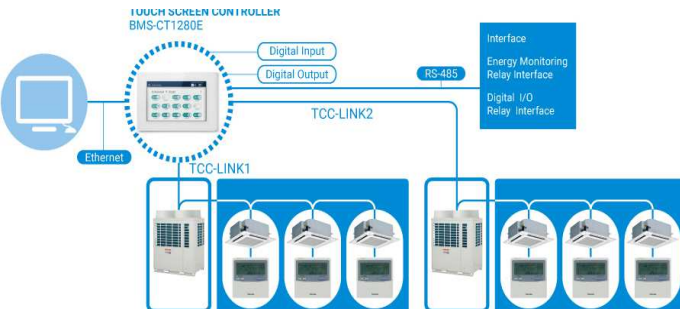 TOUCH SCREEN CONTROLLER
BMS-CT1280E
Digital Input
Digital Output
RS-485
Interface
Energy Monitoring
Relay Interface
Digital I/O
Relay Interface
TCC-LINK2
Ethernet
TCC-LINK1